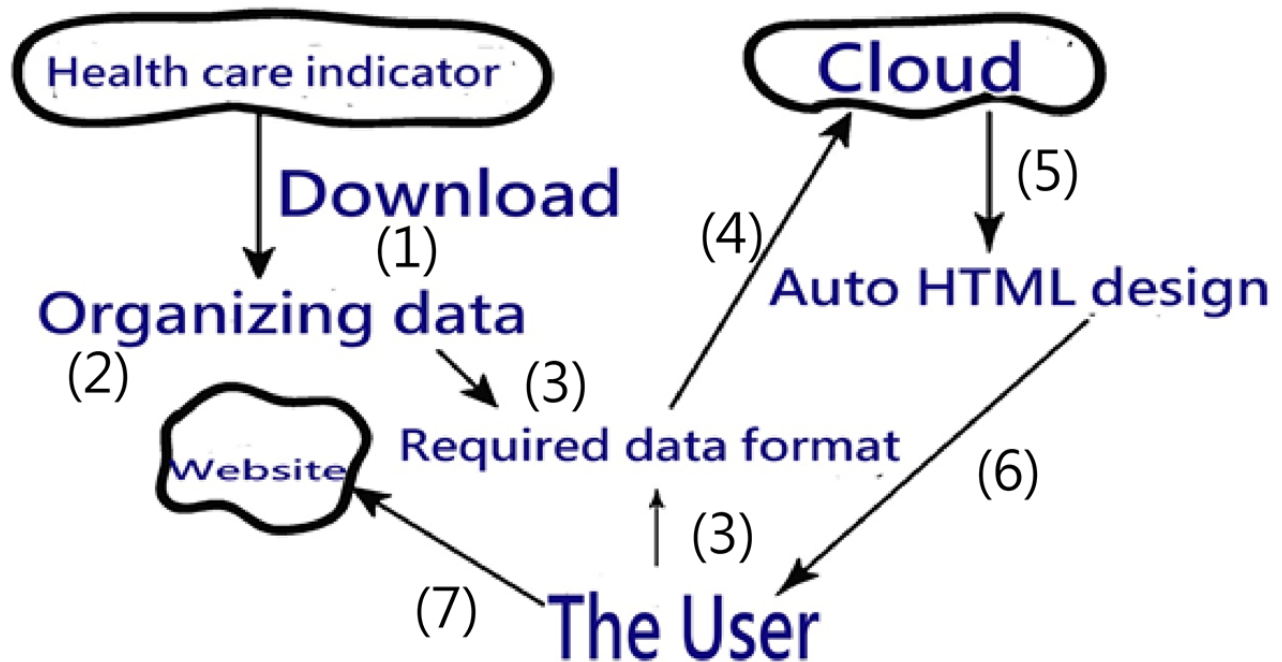 Health care indicator
Cloud
Download
(1)
(5)
(4)
Organizing data
(2)
Auto HTML design
(3)
Website
Required data format
(6)
(3)
(7)
The User